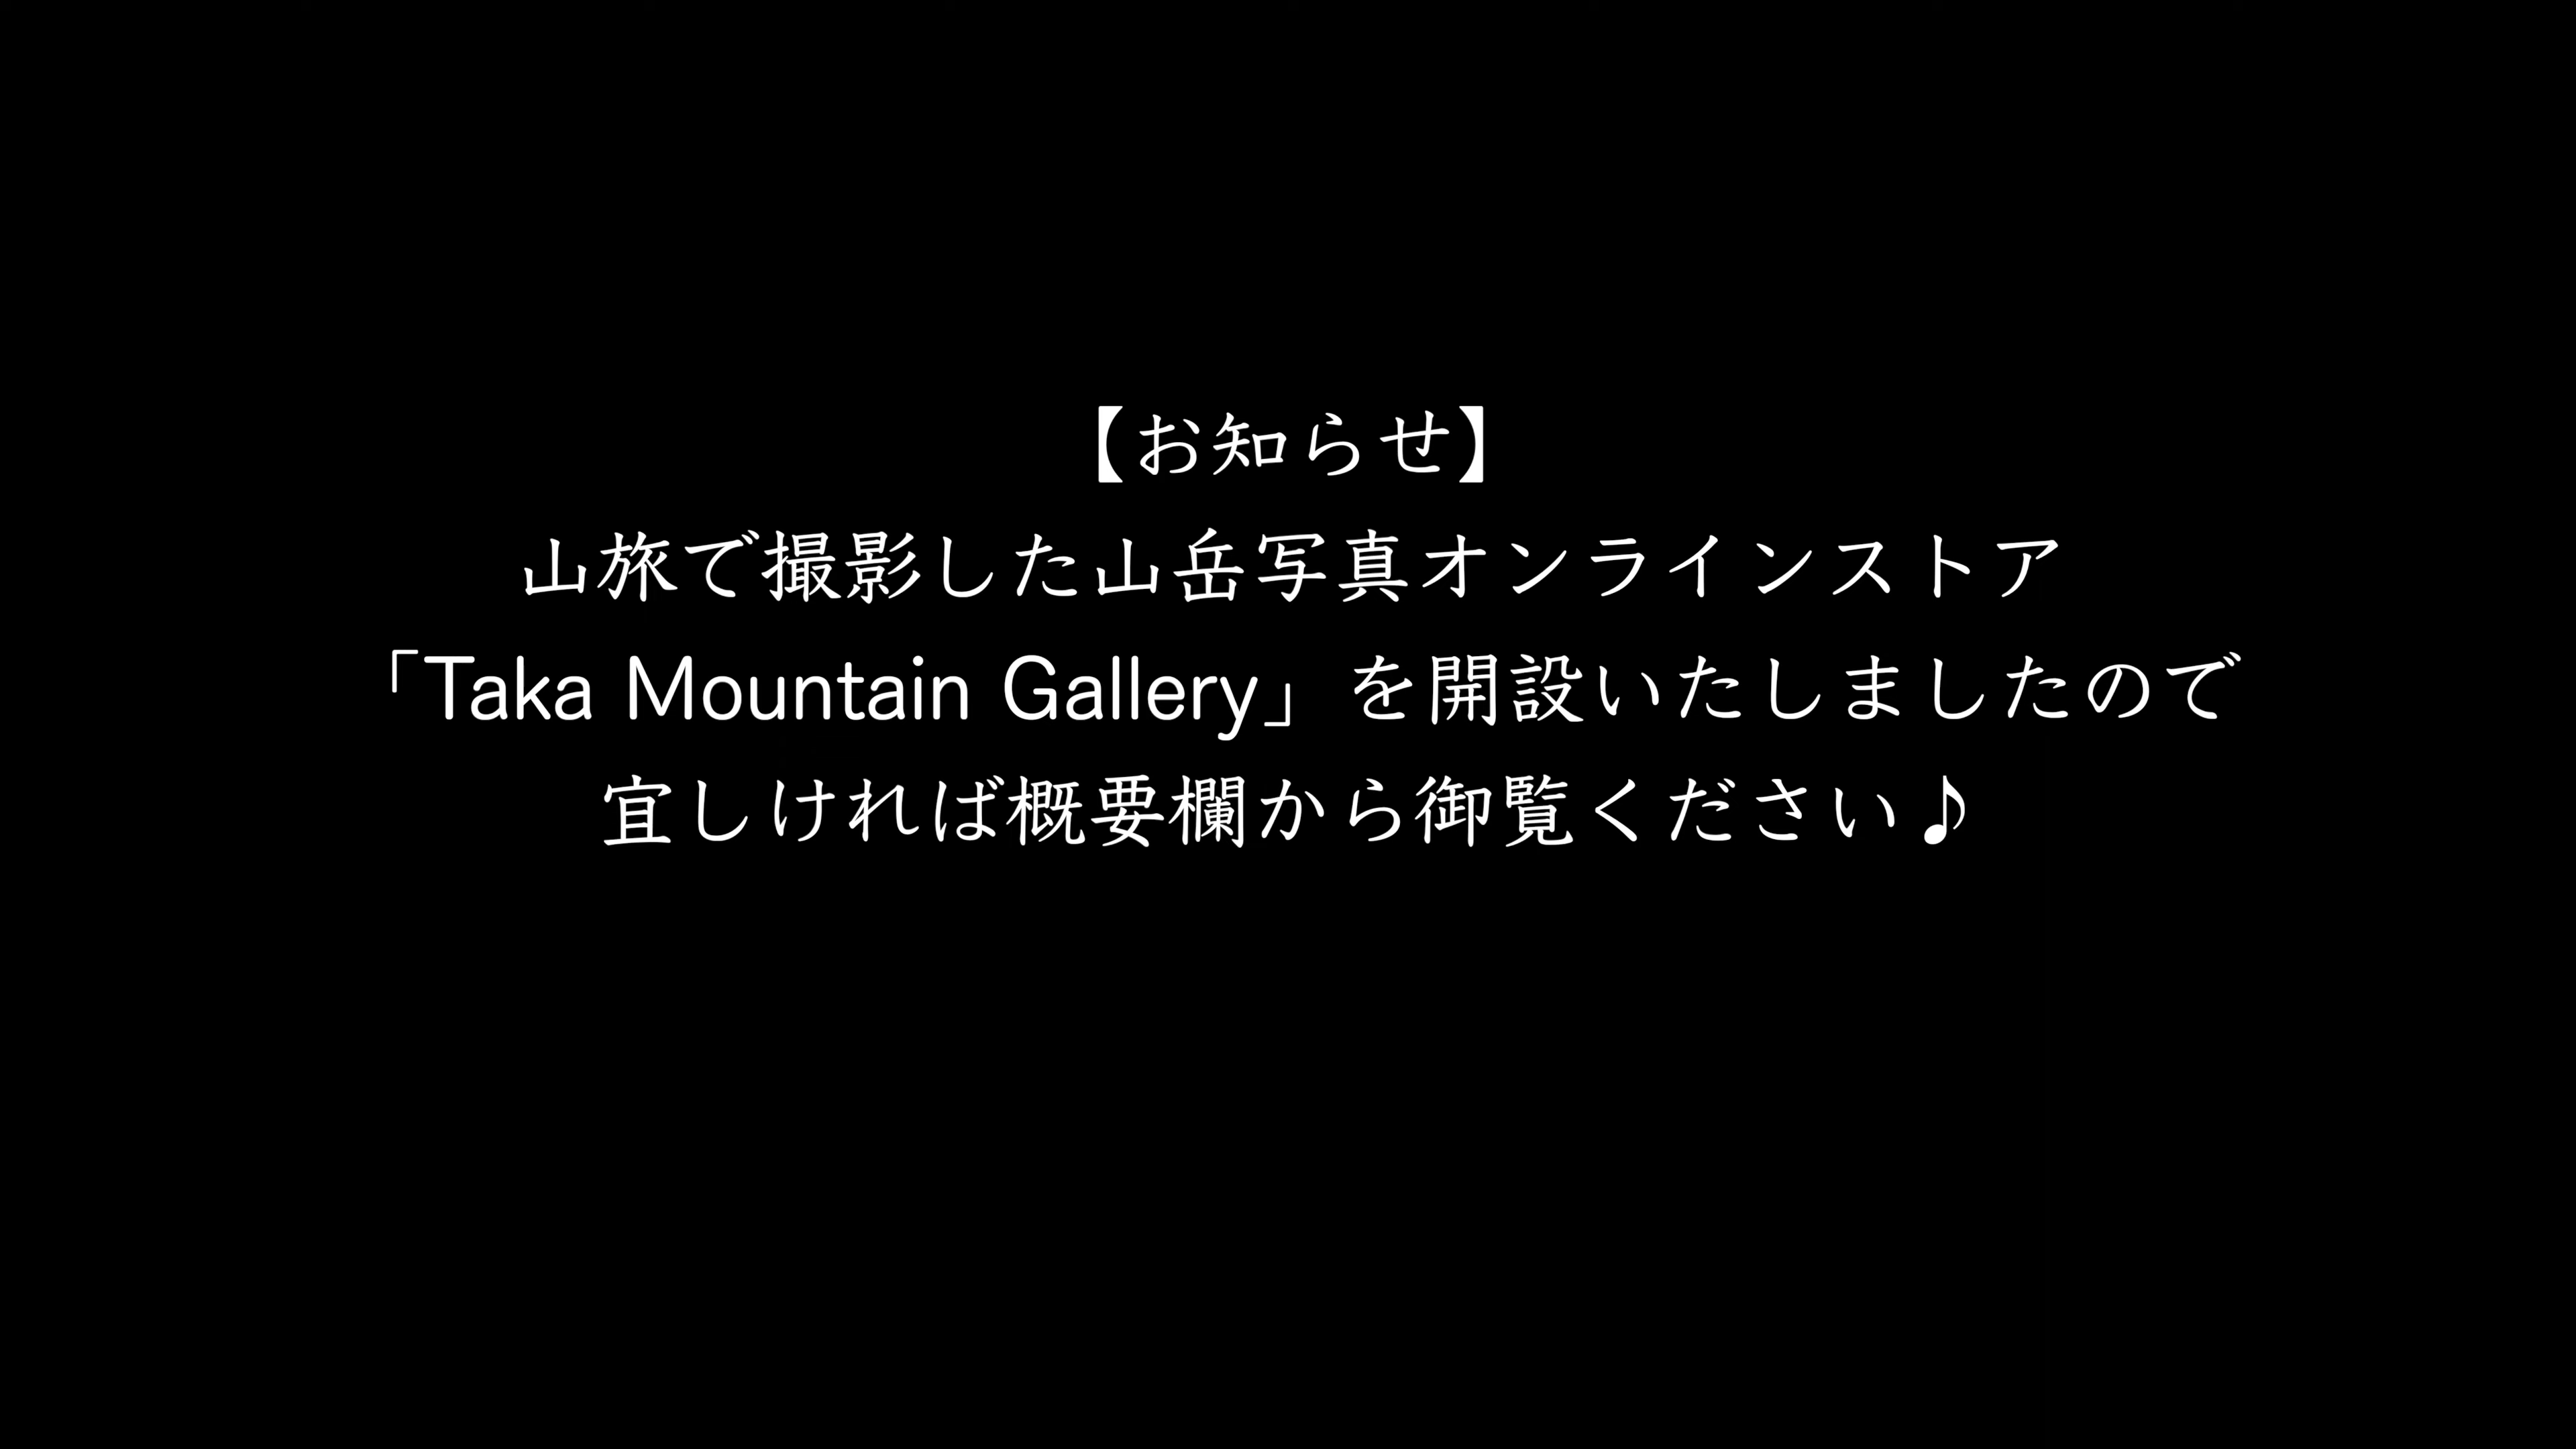 【お知らせ】
山旅で撮影した山岳写真オンラインストア
「Taka Mountain Gallery」を開設いたしましたので
宜しければ概要欄から御覧ください♪